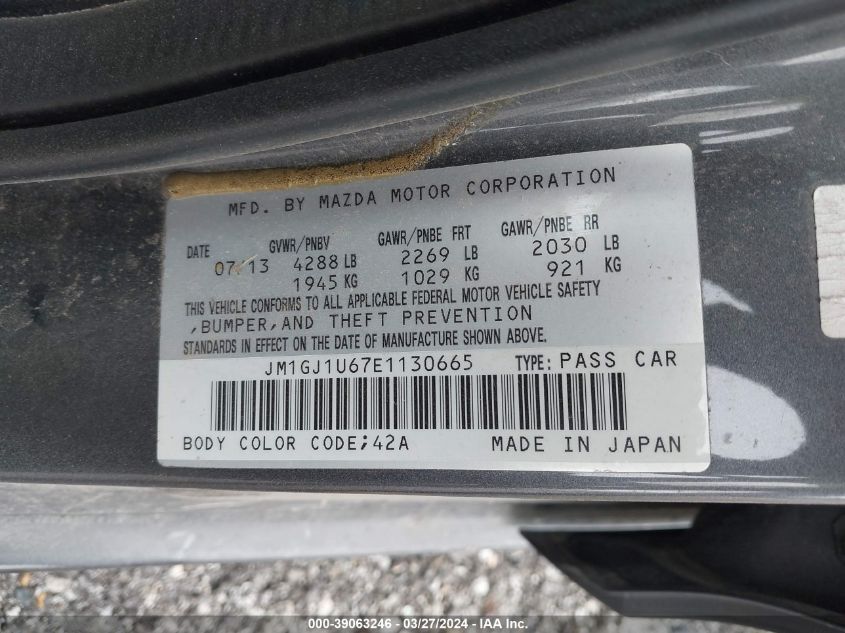 MFD. BY MAZDA MOTOR CORPORATION
DATE GVWR/PNBV GAWR/PNBE FRT GAWR/PNBE RR
07/13 4288 LB 2269 LB 2030 LB
1945 KG 1029 KG 921 KG
THIS VEHICLE CONFORMS TO ALL APPLICABLE FEDERAL MOTOR VEHICLE SAFETY
,BUMPER,AND THEFT PREVENTION
STANDARDS IN EFFECT ON THE DATE OF MANUFACTURE SHOWN ABOVE.
JM1GJ1U67E1130665 TYPE: PASS CAR
BODY COLOR CODE;42A MADE IN JAPAN
000-39063246 - 03/27/2024 - IAAI Inc.